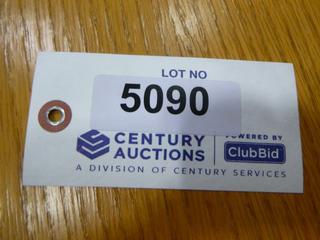 LOT NO
5090
CENTURY AUCTIONS
POWERED BY
ClubBid
A DIVISION OF CENTURY SERVICES